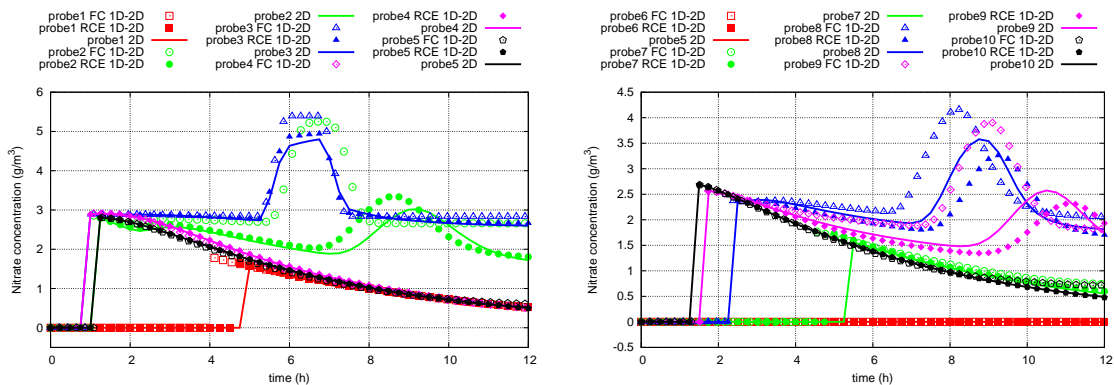 probe1 FC 1D-2D
probe1 RCE 1D-2D
probe1 2D
probe2 FC 1D-2D
probe2 RCE 1D-2D
probe2 2D
probe3 FC 1D-2D
probe3 RCE 1D-2D
probe3 2D
probe4 FC 1D-2D
probe4 RCE 1D-2D
probe4 2D
probe5 FC 1D-2D
probe5 RCE 1D-2D
probe5 2D
Nitrate concentration (g/m³)
6
5
4
3
2
1
0
0 2 4 6 8 10 12
time (h)
probe6 FC 1D-2D
probe6 RCE 1D-2D
probe5 2D
probe7 FC 1D-2D
probe7 RCE 1D-2D
probe7 2D
probe8 FC 1D-2D
probe8 RCE 1D-2D
probe8 2D
probe9 FC 1D-2D
probe9 RCE 1D-2D
probe9 2D
probe10 FC 1D-2D
probe10 RCE 1D-2D
probe10 2D
Nitrate concentration (g/m³)
4.5
4
3.5
3
2.5
2
1.5
1
0.5
0
-0.5
0 2 4 6 8 10 12
time (h)